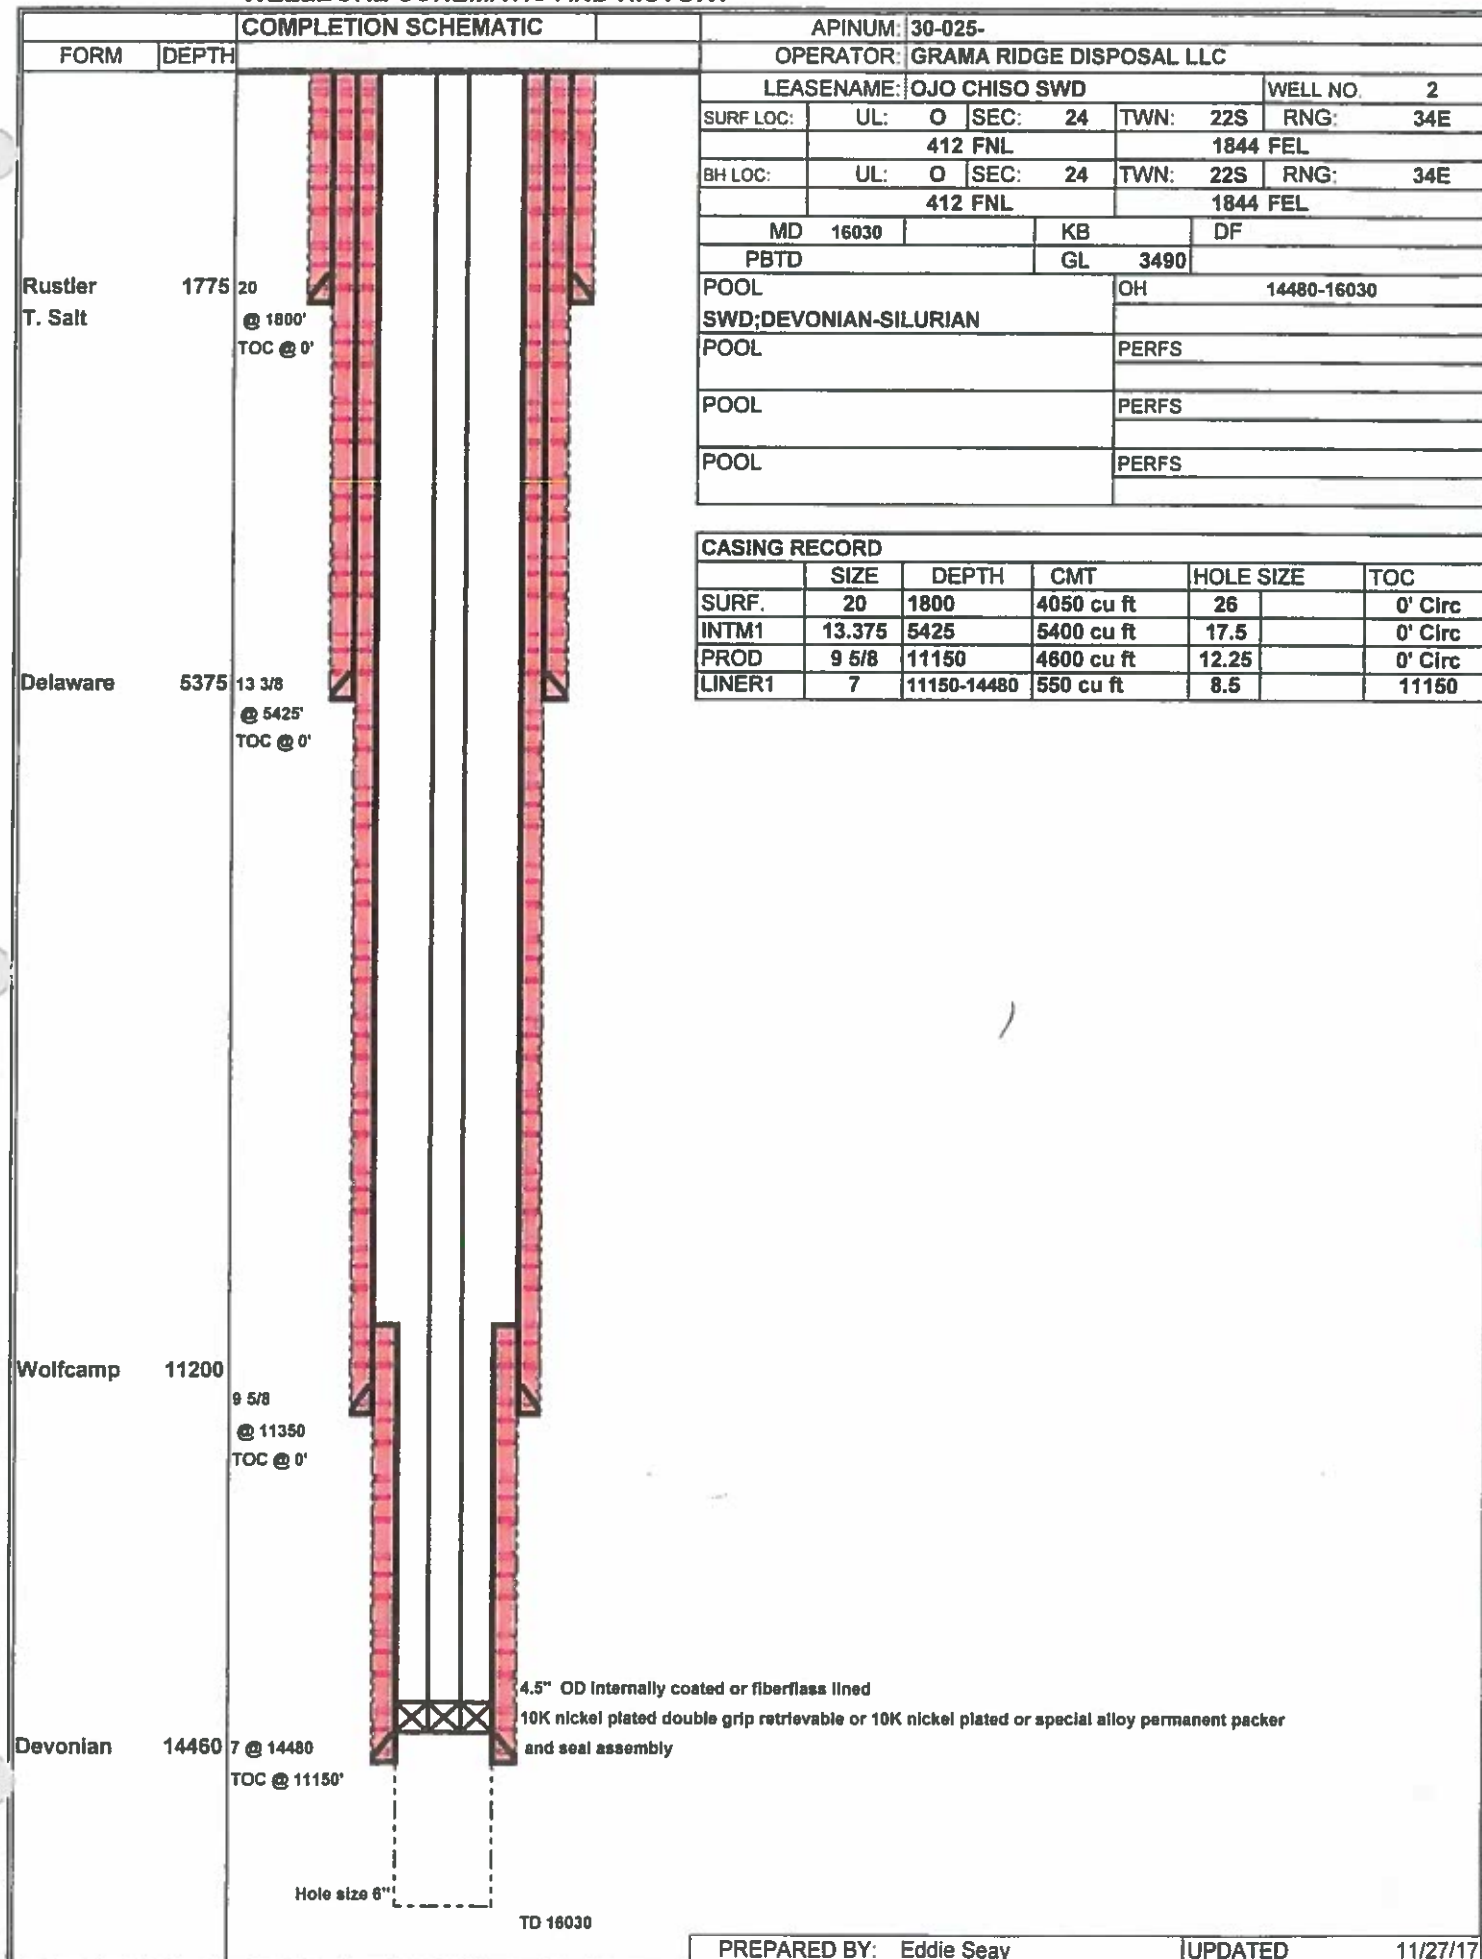 COMPLETION SCHEMATIC
FORM DEPTH
APINUM: 30-025-
OPERATOR: GRAMA RIDGE DISPOSAL LLC
LEASENAME: OJO CHISO SWD WELL NO. 2
SURF LOC: UL: O SEC: 24 TWN: 22S RNG: 34E
412 FNL 1844 FEL
BH LOC: UL: O SEC: 24 TWN: 22S RNG: 34E
412 FNL 1844 FEL
MD 16030 KB DF
PBTD GL 3490
POOL OH 14480-16030
SWD;DEVONIAN-SILURIAN
POOL PERFS
POOL PERFS
POOL PERFS
CASING RECORD
SIZE DEPTH CMT HOLE SIZE TOC
SURF. 20 1800 4050 cu ft 26 0' Circ
INTM1 13.375 5425 5400 cu ft 17.5 0' Circ
PROD 9 5/8 11150 4600 cu ft 12.25 0' Circ
LINER1 7 11150-14480 550 cu ft 8.5 11150
Rustler 1775 20
T. Salt @ 1800'
TOC @ 0'
Delaware 5375 13 3/8
@ 5425'
TOC @ 0'
Wolfcamp 11200
9 5/8
@ 11350
TOC @ 0'
4.5" OD internally coated or fiberflass lined
10K nickel plated double grip retrievable or 10K nickel plated or special alloy permanent packer
and seal assembly
Devonian 14460 7 @ 14480
TOC @ 11150'
Hole size 6"
TD 16030
PREPARED BY: Eddie Seay UPDATED 11/27/17